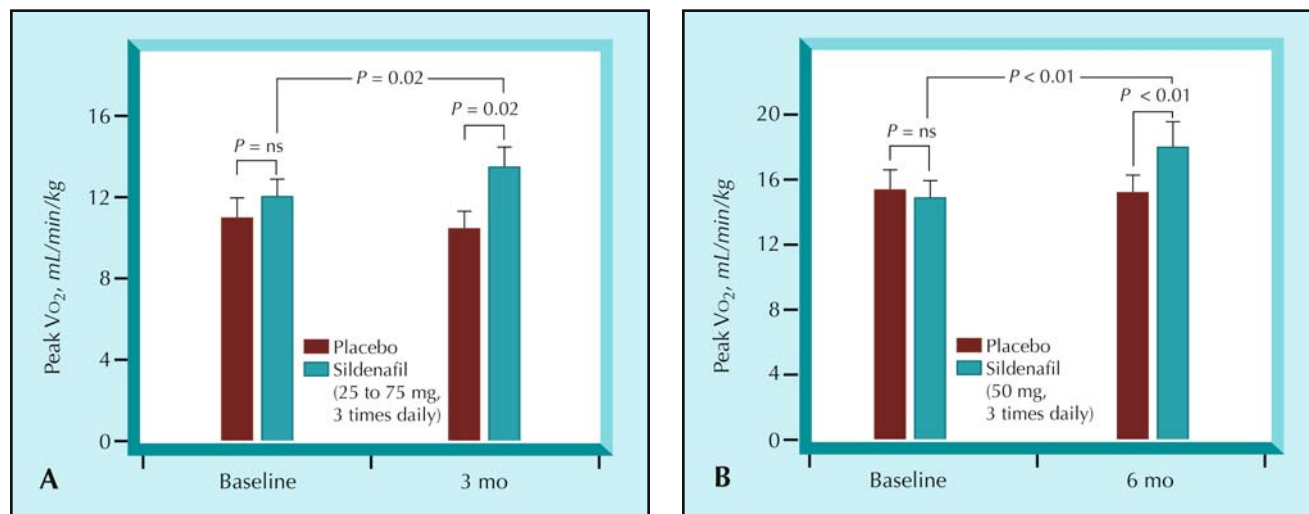 P = 0.02
P = 0.02
P = ns
16
12
8
4
0
Peak VO₂, mL/min/kg
Placebo
Sildenafil
(25 to 75 mg,
3 times daily)
A
Baseline
3 mo
P < 0.01
P < 0.01
P = ns
20
16
12
8
4
0
Peak VO₂, mL/min/kg
Placebo
Sildenafil
(50 mg,
3 times daily)
B
Baseline
6 mo